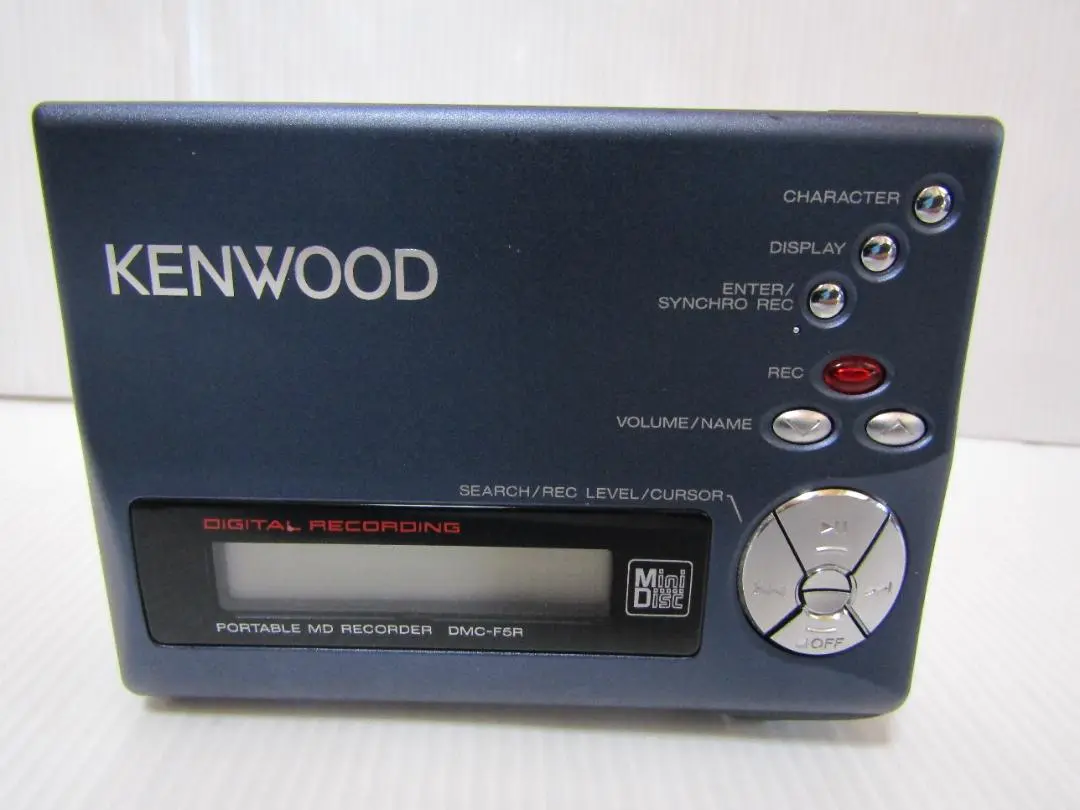 CHARACTER
DISPLAY
KENWOOD
ENTER/
SYNCHRO REC
REC
VOLUME/NAME
SEARCH/REC LEVEL/CURSOR
DIGITAL RECORDING
Mini
Disc
PORTABLE MD RECORDER DMC-F5R
OFF